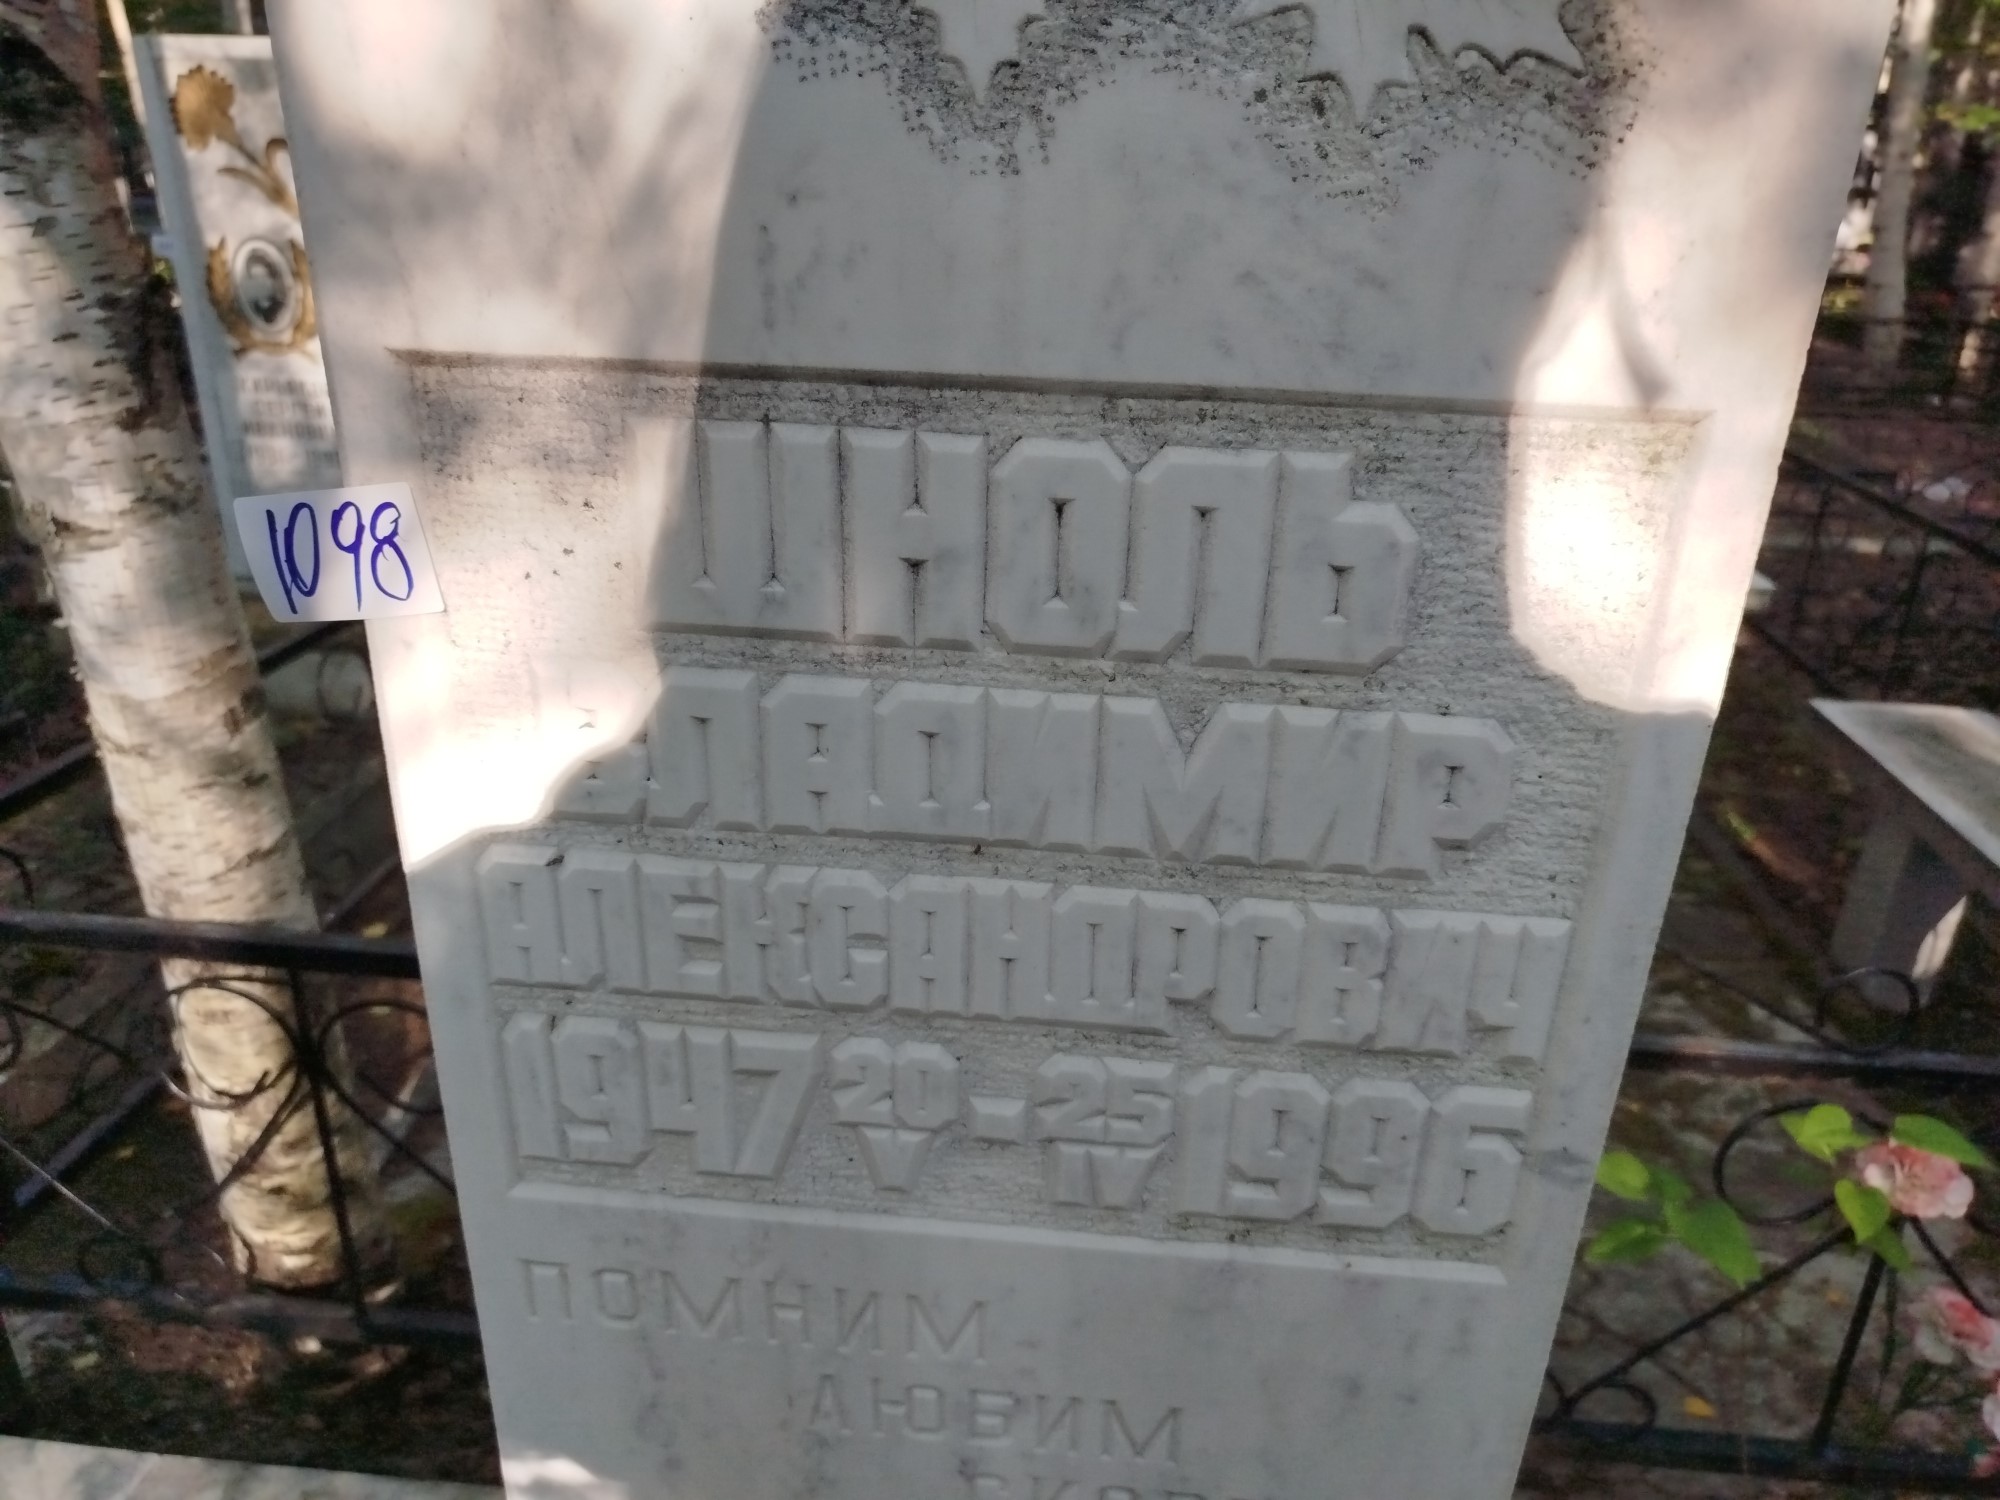 1098
ШНОЛЬ
ВЛАДИМИР
АЛЕКСАНДРОВИЧ
1947 20/V - 25/IV 1996
ПОМНИМ
ЛЮБИМ